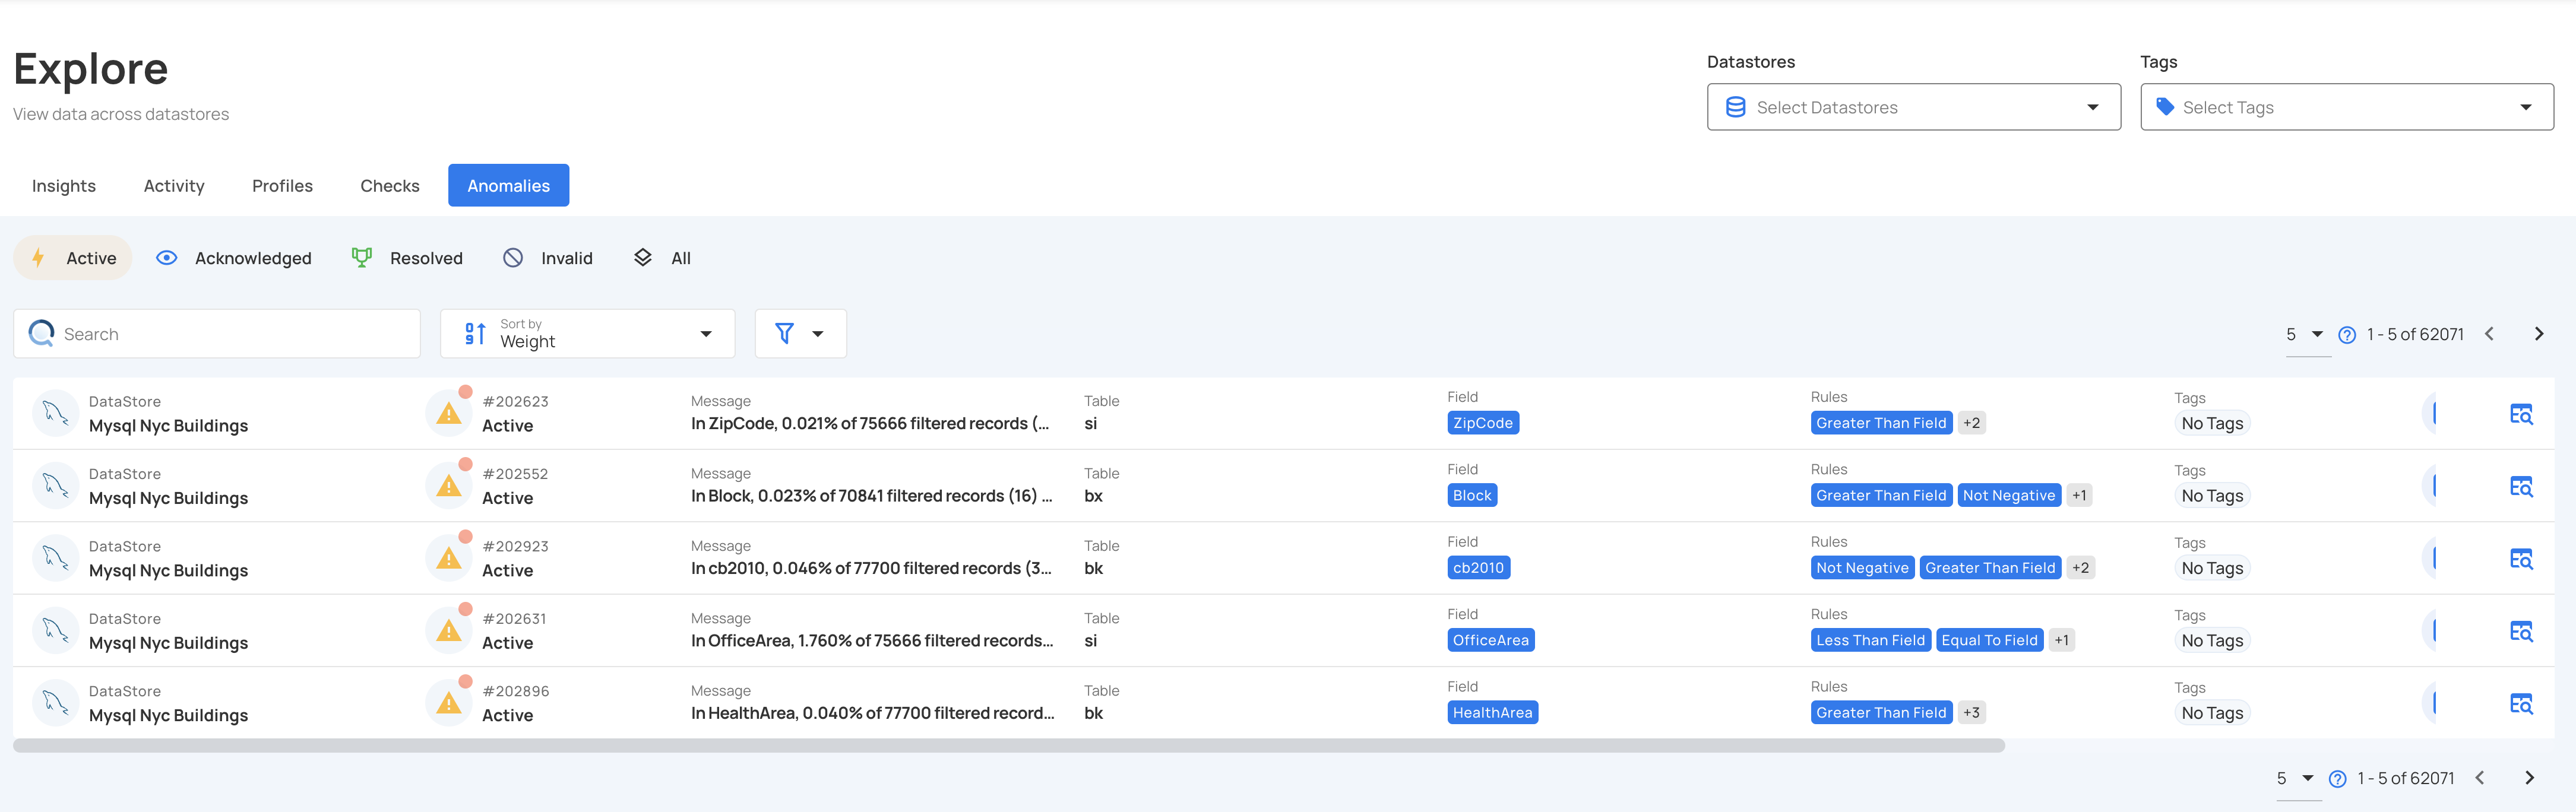 Explore
View data across datastores
Datastores
Select Datastores
Tags
Select Tags
Insights
Activity
Profiles
Checks
Anomalies
Active
Acknowledged
Resolved
Invalid
All
Search
Sort by
Weight
5
1 - 5 of 62071
DataStore
Mysql Nyc Buildings
#202623
Active
Message
In ZipCode, 0.021% of 75666 filtered records (...
Table
si
Field
ZipCode
Rules
Greater Than Field +2
Tags
No Tags
DataStore
Mysql Nyc Buildings
#202552
Active
Message
In Block, 0.023% of 70841 filtered records (16) ...
Table
bx
Field
Block
Rules
Greater Than Field Not Negative +1
Tags
No Tags
DataStore
Mysql Nyc Buildings
#202923
Active
Message
In cb2010, 0.046% of 77700 filtered records (3...
Table
bk
Field
cb2010
Rules
Not Negative Greater Than Field +2
Tags
No Tags
DataStore
Mysql Nyc Buildings
#202631
Active
Message
In OfficeArea, 1.760% of 75666 filtered records...
Table
si
Field
OfficeArea
Rules
Less Than Field Equal To Field +1
Tags
No Tags
DataStore
Mysql Nyc Buildings
#202896
Active
Message
In HealthArea, 0.040% of 77700 filtered record...
Table
bk
Field
HealthArea
Rules
Greater Than Field +3
Tags
No Tags
5
1 - 5 of 62071